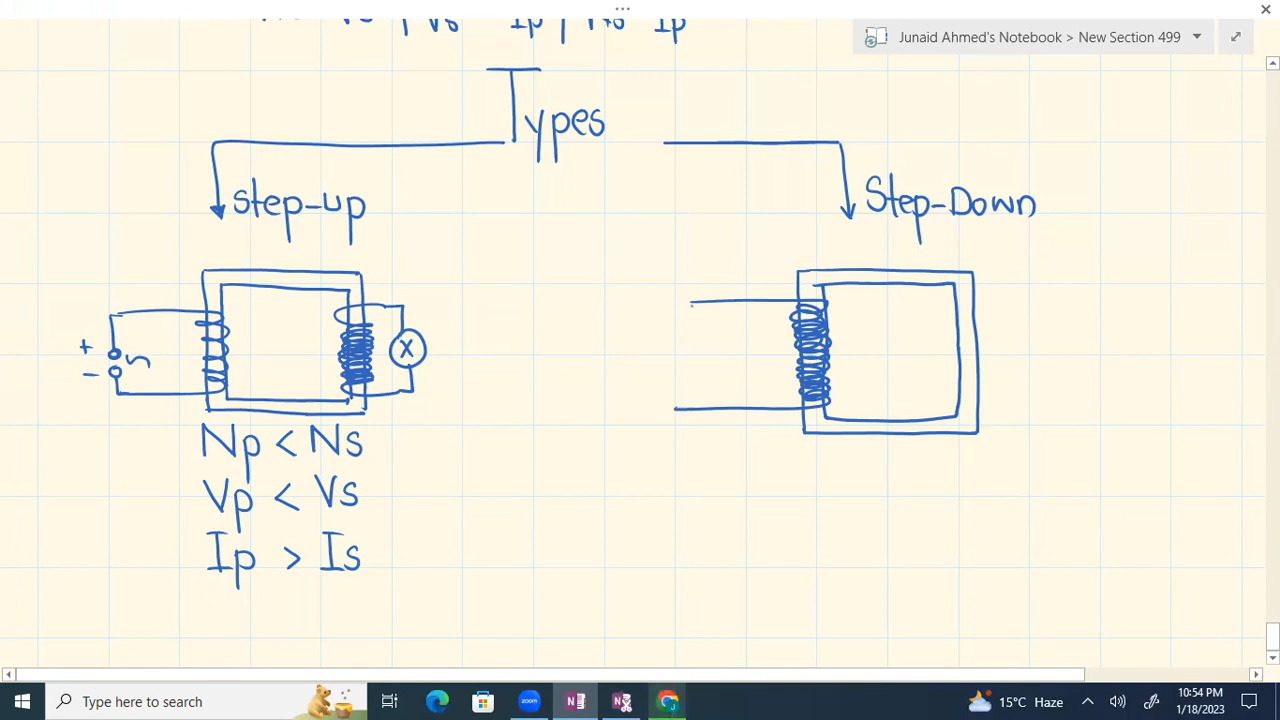 Junaid Ahmed's Notebook > New Section 499
Types
Step-up
Step-Down
+
−
X
Np < Ns
Vp < Vs
Ip > Is
Type here to search
zoom
15°C Haze
10:54 PM
1/18/2023